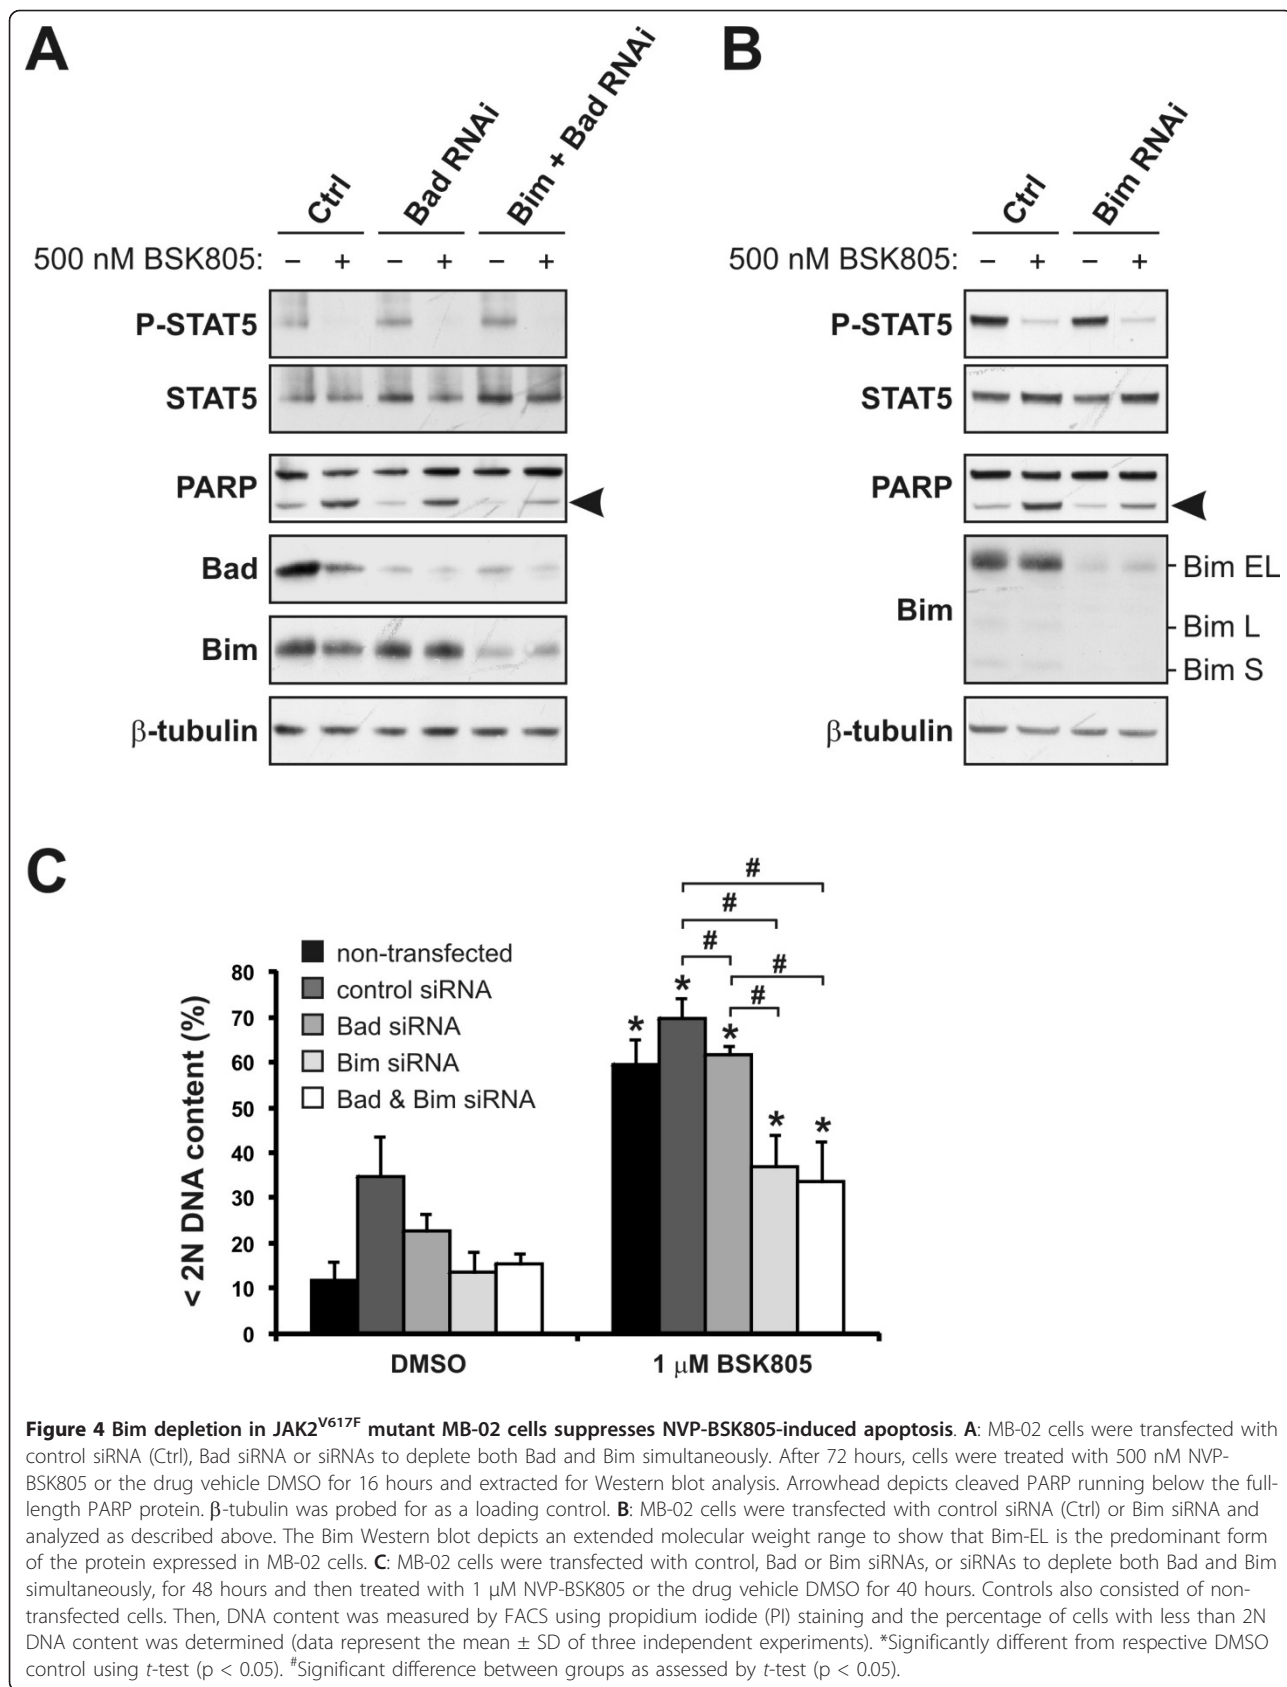 A
Ctrl
Bad RNAi
Bim + Bad RNAi
500 nM BSK805: − + − + − +
P-STAT5
STAT5
PARP
Bad
Bim
β-tubulin
B
Ctrl
Bim RNAi
500 nM BSK805: − + − +
P-STAT5
STAT5
PARP
Bim
Bim EL
Bim L
Bim S
β-tubulin
C
non-transfected
control siRNA
Bad siRNA
Bim siRNA
Bad & Bim siRNA
< 2N DNA content (%)
80
70
60
50
40
30
20
10
0
#
#
#
#
#
*
*
*
*
*
DMSO
1 μM BSK805
Figure 4 Bim depletion in JAK2V617F mutant MB-02 cells suppresses NVP-BSK805-induced apoptosis. A: MB-02 cells were transfected with
control siRNA (Ctrl), Bad siRNA or siRNAs to deplete both Bad and Bim simultaneously. After 72 hours, cells were treated with 500 nM NVP-
BSK805 or the drug vehicle DMSO for 16 hours and extracted for Western blot analysis. Arrowhead depicts cleaved PARP running below the full-
length PARP protein. β-tubulin was probed for as a loading control. B: MB-02 cells were transfected with control siRNA (Ctrl) or Bim siRNA and
analyzed as described above. The Bim Western blot depicts an extended molecular weight range to show that Bim-EL is the predominant form
of the protein expressed in MB-02 cells. C: MB-02 cells were transfected with control, Bad or Bim siRNAs, or siRNAs to deplete both Bad and Bim
simultaneously, for 48 hours and then treated with 1 μM NVP-BSK805 or the drug vehicle DMSO for 40 hours. Controls also consisted of non-
transfected cells. Then, DNA content was measured by FACS using propidium iodide (PI) staining and the percentage of cells with less than 2N
DNA content was determined (data represent the mean ± SD of three independent experiments). *Significantly different from respective DMSO
control using t-test (p < 0.05). #Significant difference between groups as assessed by t-test (p < 0.05).